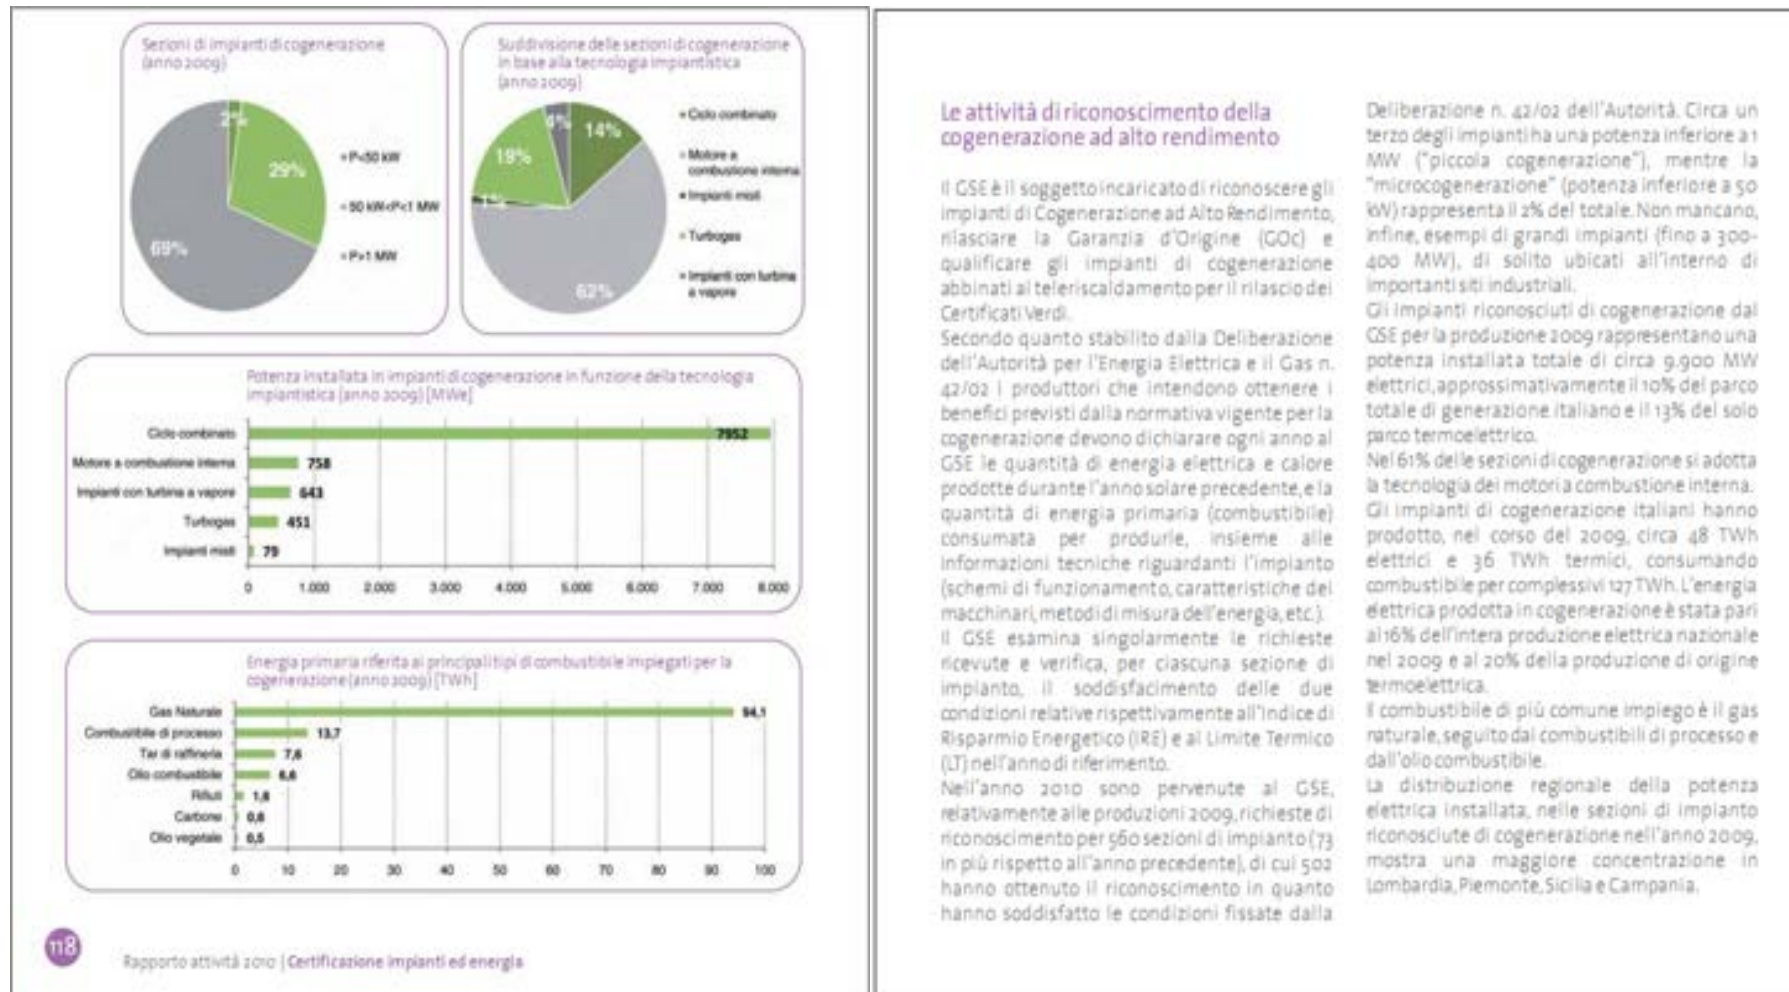 Sezioni di impianti di cogenerazione
(anno 2009)
2%
29%
69%
P<50 kW
50 kW<P<1 MW
P>1 MW
Suddivisione delle sezioni di cogenerazione
in base alla tecnologia impiantistica
(anno 2009)
4%
14%
19%
1%
62%
Ciclo combinato
Motore a
combustione interna
Impianti misti
Turbogas
Impianti con turbina
a vapore
Potenza installata in impianti di cogenerazione in funzione della tecnologia
impiantistica (anno 2009) [MWe]
Ciclo combinato 7952
Motore a combustione interna 758
Impianti con turbina a vapore 643
Turbogas 451
Impianti misti 79
0 1.000 2.000 3.000 4.000 5.000 6.000 7.000 8.000
Energia primaria riferita ai principali tipi di combustibile impiegati per la
cogenerazione (anno 2009) [TWh]
Gas Naturale 94,1
Combustibile di processo 13,7
Tar di raffineria 7,6
Olio combustibile 6,6
Rifiuti 1,8
Carbone 0,6
Olio vegetale 0,5
0 10 20 30 40 50 60 70 80 90 100
118
Rapporto attività 2010 | Certificazione impianti ed energia
Le attività di riconoscimento della
cogenerazione ad alto rendimento
Il GSE è il soggetto incaricato di riconoscere gli
impianti di Cogenerazione ad Alto Rendimento,
rilasciare la Garanzia d'Origine (GOc) e
qualificare gli impianti di cogenerazione
abbinati al teleriscaldamento per il rilascio dei
Certificati Verdi.
Secondo quanto stabilito dalla Deliberazione
dell'Autorità per l'Energia Elettrica e il Gas n.
42/02 i produttori che intendono ottenere i
benefici previsti dalla normativa vigente per la
cogenerazione devono dichiarare ogni anno al
GSE le quantità di energia elettrica e calore
prodotte durante l'anno solare precedente, e la
quantità di energia primaria (combustibile)
consumata per produrle, insieme alle
informazioni tecniche riguardanti l'impianto
(schemi di funzionamento, caratteristiche dei
macchinari, metodi di misura dell'energia, etc.).
Il GSE esamina singolarmente le richieste
ricevute e verifica, per ciascuna sezione di
impianto, il soddisfacimento delle due
condizioni relative rispettivamente all'Indice di
Risparmio Energetico (IRE) e al Limite Termico
(LT) nell'anno di riferimento.
Nell'anno 2010 sono pervenute al GSE,
relativamente alle produzioni 2009, richieste di
riconoscimento per 560 sezioni di impianto (73
in più rispetto all'anno precedente), di cui 502
hanno ottenuto il riconoscimento in quanto
hanno soddisfatto le condizioni fissate dalla
Deliberazione n. 42/02 dell'Autorità. Circa un
terzo degli impianti ha una potenza inferiore a 1
MW ("piccola cogenerazione"), mentre la
"microcogenerazione" (potenza inferiore a 50
kW) rappresenta il 2% del totale. Non mancano,
infine, esempi di grandi impianti (fino a 300-
400 MW), di solito ubicati all'interno di
importanti siti industriali.
Gli impianti riconosciuti di cogenerazione dal
GSE per la produzione 2009 rappresentano una
potenza installata totale di circa 9.900 MW
elettrici, approssimativamente il 10% del parco
totale di generazione italiano e il 13% del solo
parco termoelettrico.
Nel 61% delle sezioni di cogenerazione si adotta
la tecnologia dei motori a combustione interna.
Gli impianti di cogenerazione italiani hanno
prodotto, nel corso del 2009, circa 48 TWh
elettrici e 36 TWh termici, consumando
combustibile per complessivi 127 TWh. L'energia
elettrica prodotta in cogenerazione è stata pari
al 16% dell'intera produzione elettrica nazionale
nel 2009 e al 20% della produzione di origine
termoelettrica.
Il combustibile di più comune impiego è il gas
naturale, seguito dai combustibili di processo e
dall'olio combustibile.
La distribuzione regionale della potenza
elettrica installata, nelle sezioni di impianto
riconosciute di cogenerazione nell'anno 2009,
mostra una maggiore concentrazione in
Lombardia, Piemonte, Sicilia e Campania.